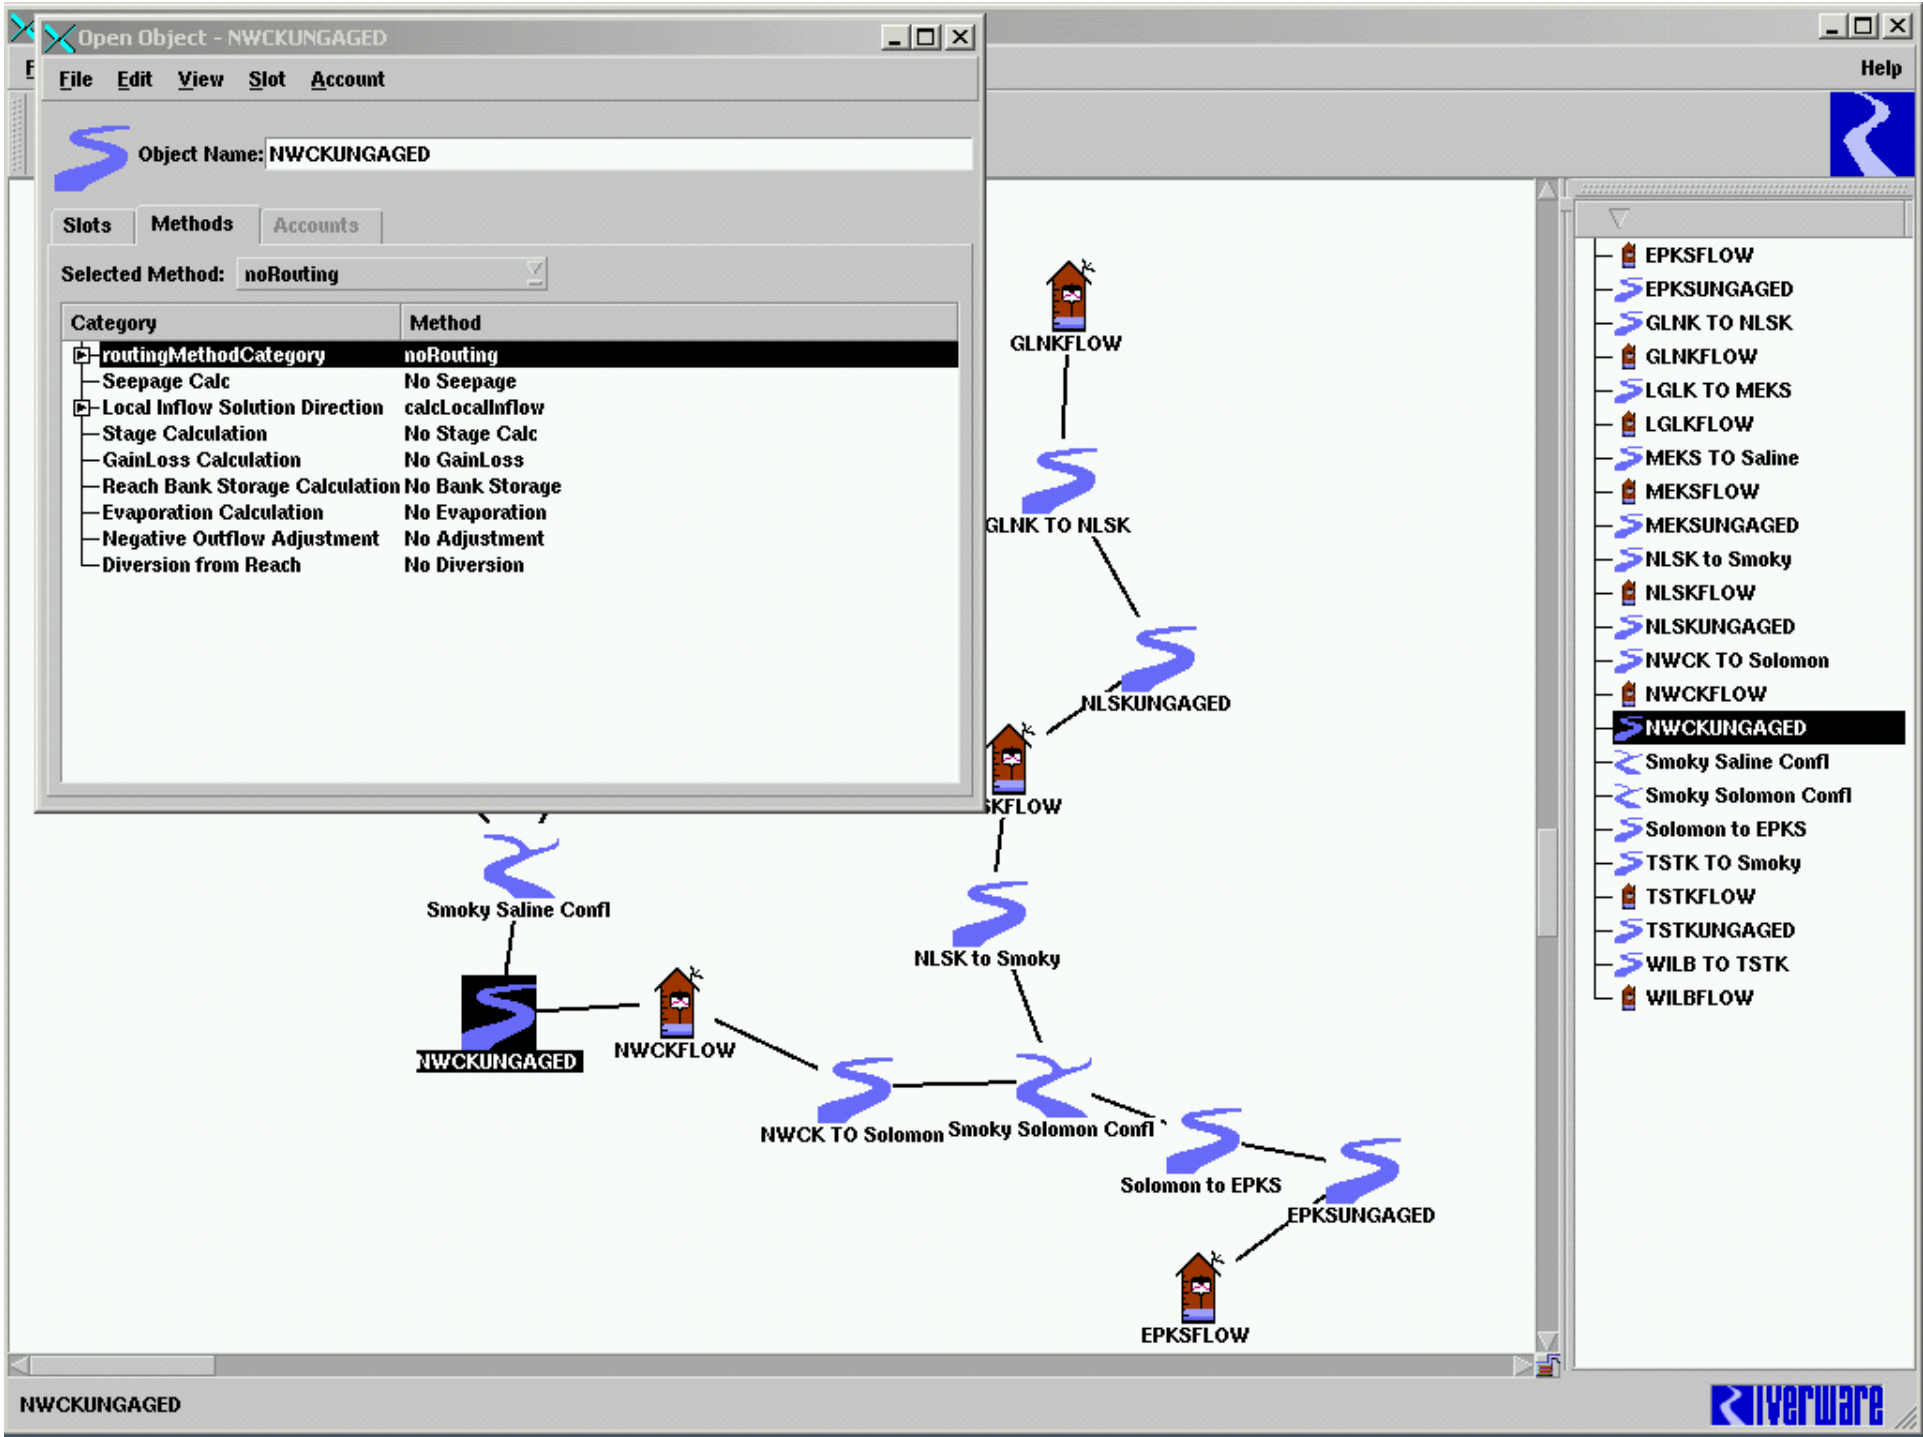 Open Object - NWCKUNGAGED
File Edit View Slot Account
Help
Object Name: NWCKUNGAGED
Slots Methods Accounts
Selected Method: noRouting
Category Method
routingMethodCategory noRouting
Seepage Calc No Seepage
Local Inflow Solution Direction calcLocalInflow
Stage Calculation No Stage Calc
GainLoss Calculation No GainLoss
Reach Bank Storage Calculation No Bank Storage
Evaporation Calculation No Evaporation
Negative Outflow Adjustment No Adjustment
Diversion from Reach No Diversion
GLNKFLOW
GLNK TO NLSK
NLSKUNGAGED
SKFLOW
Smoky Saline Confl
NLSK to Smoky
NWCKUNGAGED
NWCKFLOW
NWCK TO Solomon
Smoky Solomon Confl
Solomon to EPKS
EPKSUNGAGED
EPKSFLOW
EPKSFLOW
EPKSUNGAGED
GLNK TO NLSK
GLNKFLOW
LGLK TO MEKS
LGLKFLOW
MEKS TO Saline
MEKSFLOW
MEKSUNGAGED
NLSK to Smoky
NLSKFLOW
NLSKUNGAGED
NWCK TO Solomon
NWCKFLOW
NWCKUNGAGED
Smoky Saline Confl
Smoky Solomon Confl
Solomon to EPKS
TSTK TO Smoky
TSTKFLOW
TSTKUNGAGED
WILB TO TSTK
WILBFLOW
NWCKUNGAGED
Riverware